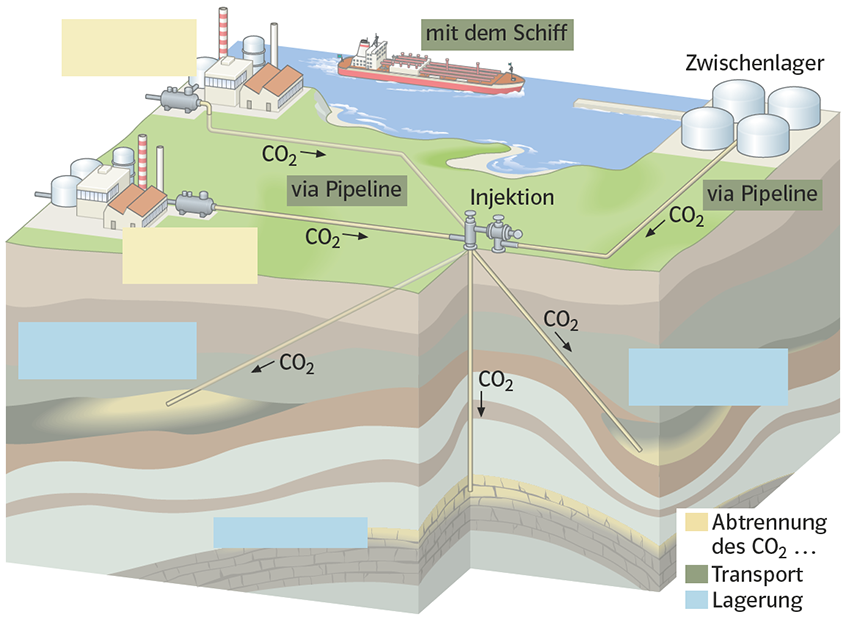 mit dem Schiff
Zwischenlager
CO₂
via Pipeline
Injektion
via Pipeline
CO₂
CO₂
CO₂
CO₂
CO₂
Abtrennung
des CO₂ ...
Transport
Lagerung